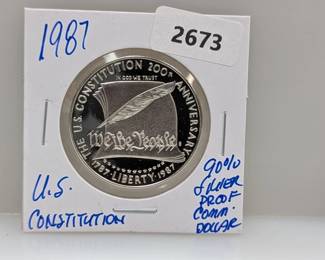 1987
2673
THE U.S. CONSTITUTION 200TH ANNIVERSARY
IN GOD WE TRUST
We the People
1787·LIBERTY·1987
U.S.
CONSTITUTION
90%
SILVER
PROOF
COMM.
DOLLAR